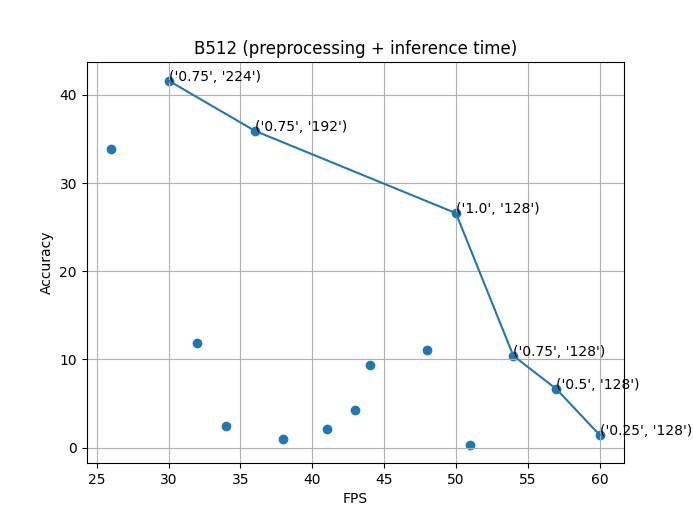 B512 (preprocessing + inference time)
('0.75', '224')
('0.75', '192')
('1.0', '128')
('0.75', '128')
('0.5', '128')
('0.25', '128')
40
30
20
10
0
Accuracy
25 30 35 40 45 50 55 60
FPS